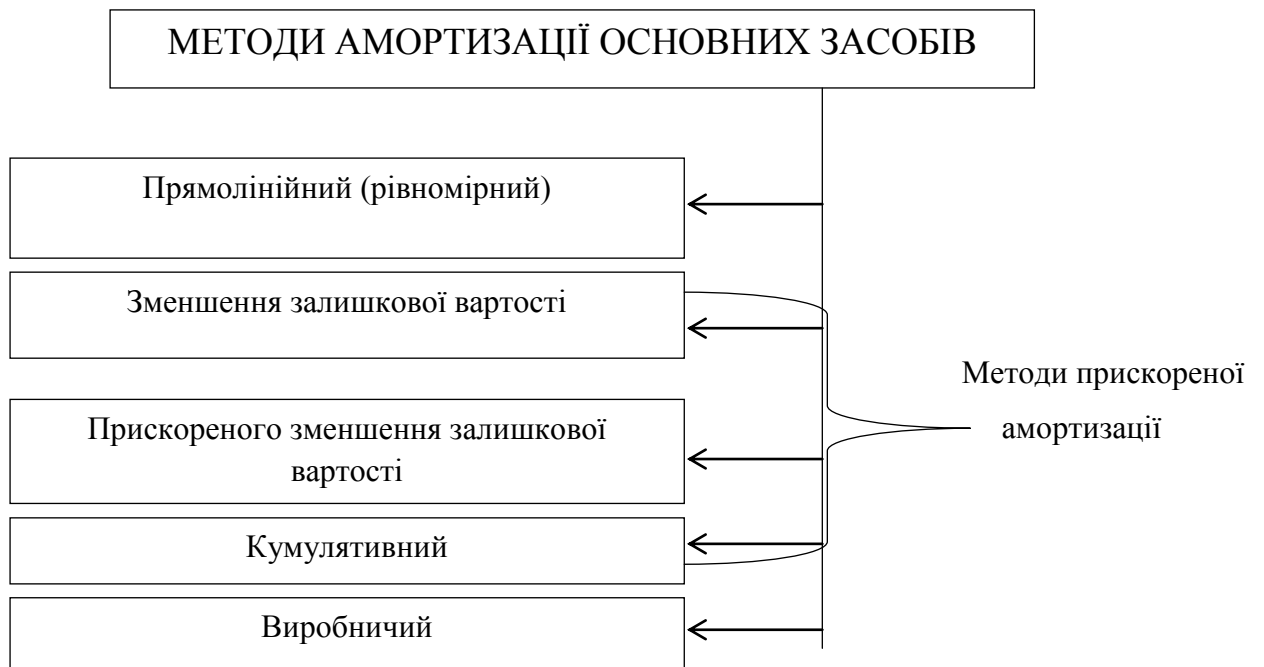 МЕТОДИ АМОРТИЗАЦІЇ ОСНОВНИХ ЗАСОБІВ
Прямолінійний (рівномірний)
Зменшення залишкової вартості
Прискореного зменшення залишкової
вартості
Кумулятивний
Виробничий
Методи прискореної
амортизації